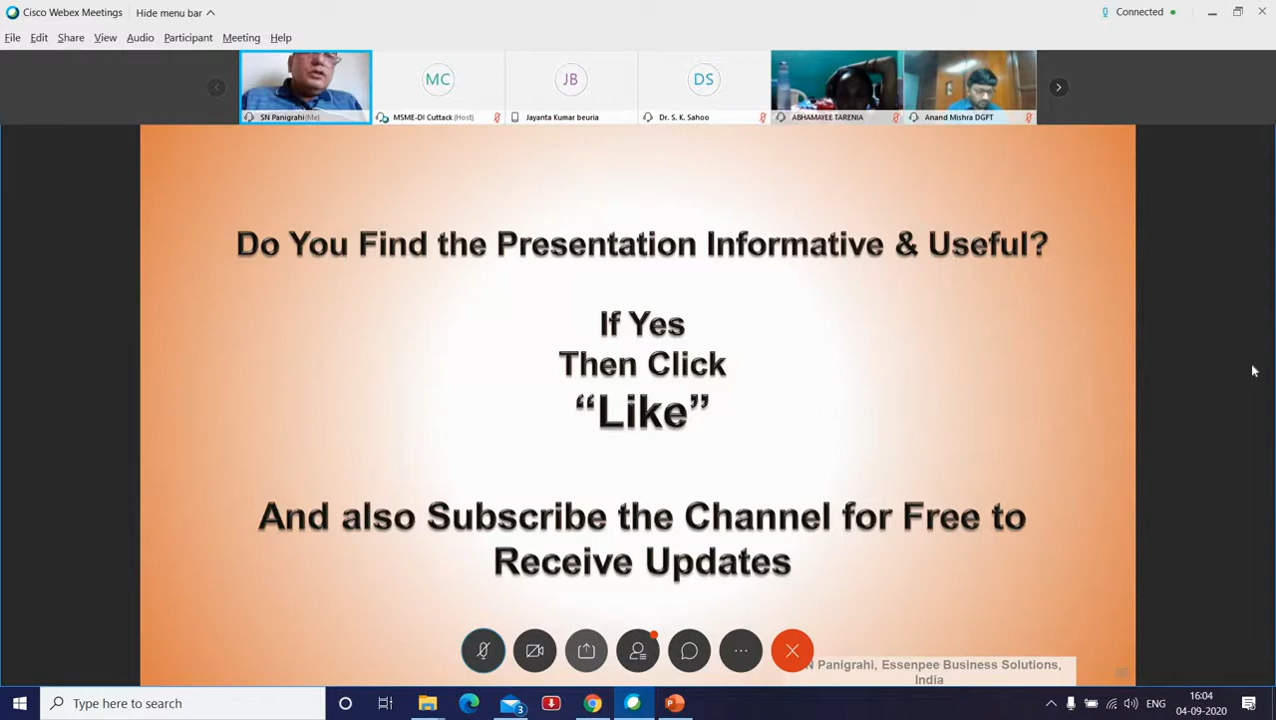 Cisco Webex Meetings
Hide menu bar
Connected
File Edit Share View Audio Participant Meeting Help
MC
JB
DS
SN Panigrahi (Me)
MSME-DI Cuttack (Host)
Jayanta Kumar beuria
Dr. S. K. Sahoo
ABHAMAYEE TARENIA
Anand Mishra DGFT
Do You Find the Presentation Informative & Useful?
If Yes
Then Click
“Like”
And also Subscribe the Channel for Free to
Receive Updates
Panigrahi, Essenpee Business Solutions,
India
Type here to search
3
ENG
16:04
04-09-2020